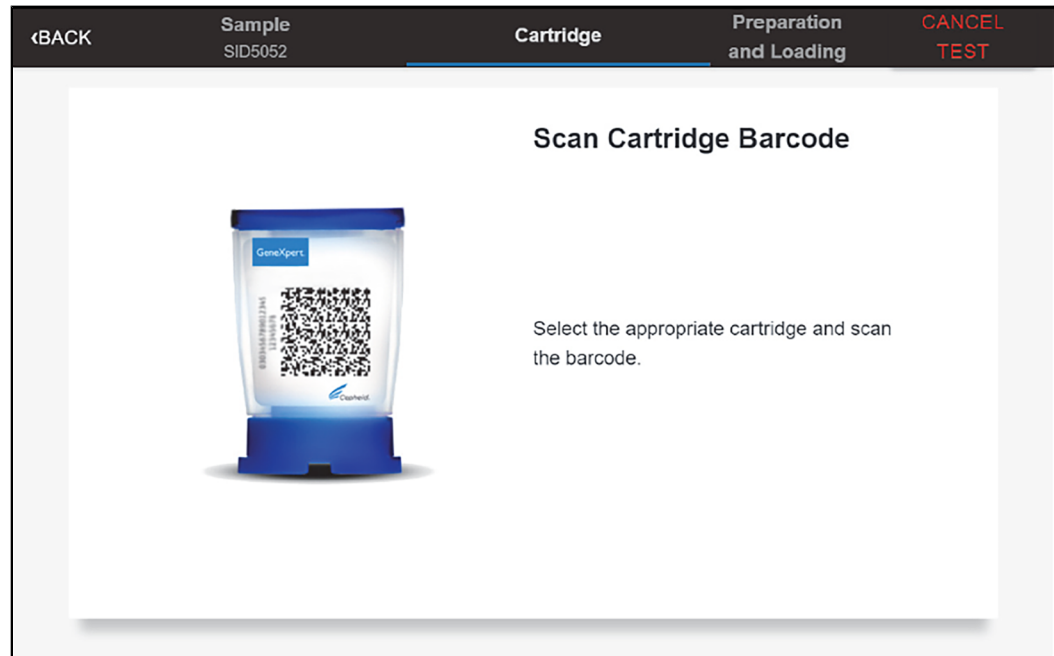 ‹BACK
Sample
SID5052
Cartridge
Preparation
and Loading
CANCEL
TEST
Scan Cartridge Barcode
GeneXpert.
12345678
Cepheid.
Select the appropriate cartridge and scan
the barcode.